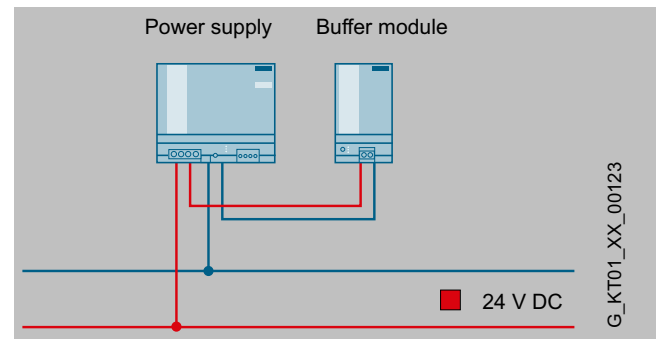 Power supply
Buffer module
24 V DC
G_KT01_XX_00123